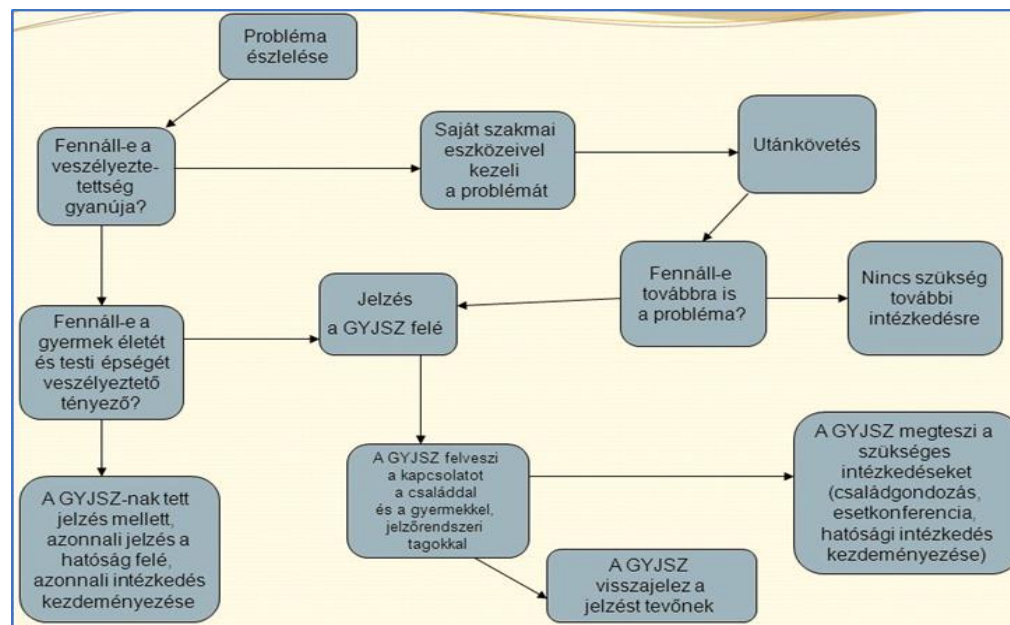 Probléma
észlelése
Fennáll-e a
veszélyezte-
tettség
gyanúja?
Saját szakmai
eszközeivel
kezeli
a problémát
Utánkövetés
Fennáll-e
továbbra is
a probléma?
Nincs szükség
további
intézkedésre
Jelzés
a GYJSZ felé
Fennáll-e a
gyermek életét
és testi épségét
veszélyeztető
tényező?
A GYJSZ-nak tett
jelzés mellett,
azonnali jelzés a
hatóság felé,
azonnali intézkedés
kezdeményezése
A GYJSZ felveszi
a kapcsolatot
a családdal
és a gyermekkel,
jelzőrendszeri
tagokkal
A GYJSZ megteszi a
szükséges
intézkedéseket
(családgondozás,
esetkonferencia,
hatósági intézkedés
kezdeményezése)
A GYJSZ
visszajelez a
jelzést tevőnek